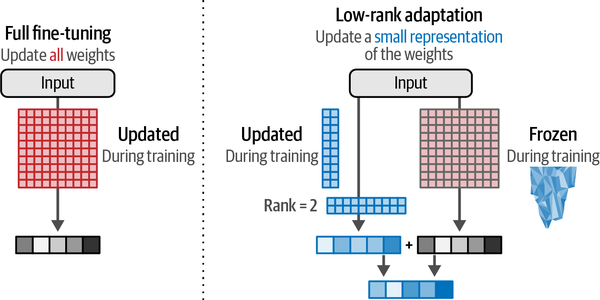 Full fine-tuning
Update all weights
Input
Updated
During training
Low-rank adaptation
Update a small representation
of the weights
Input
Updated
During training
Frozen
During training
Rank = 2
+